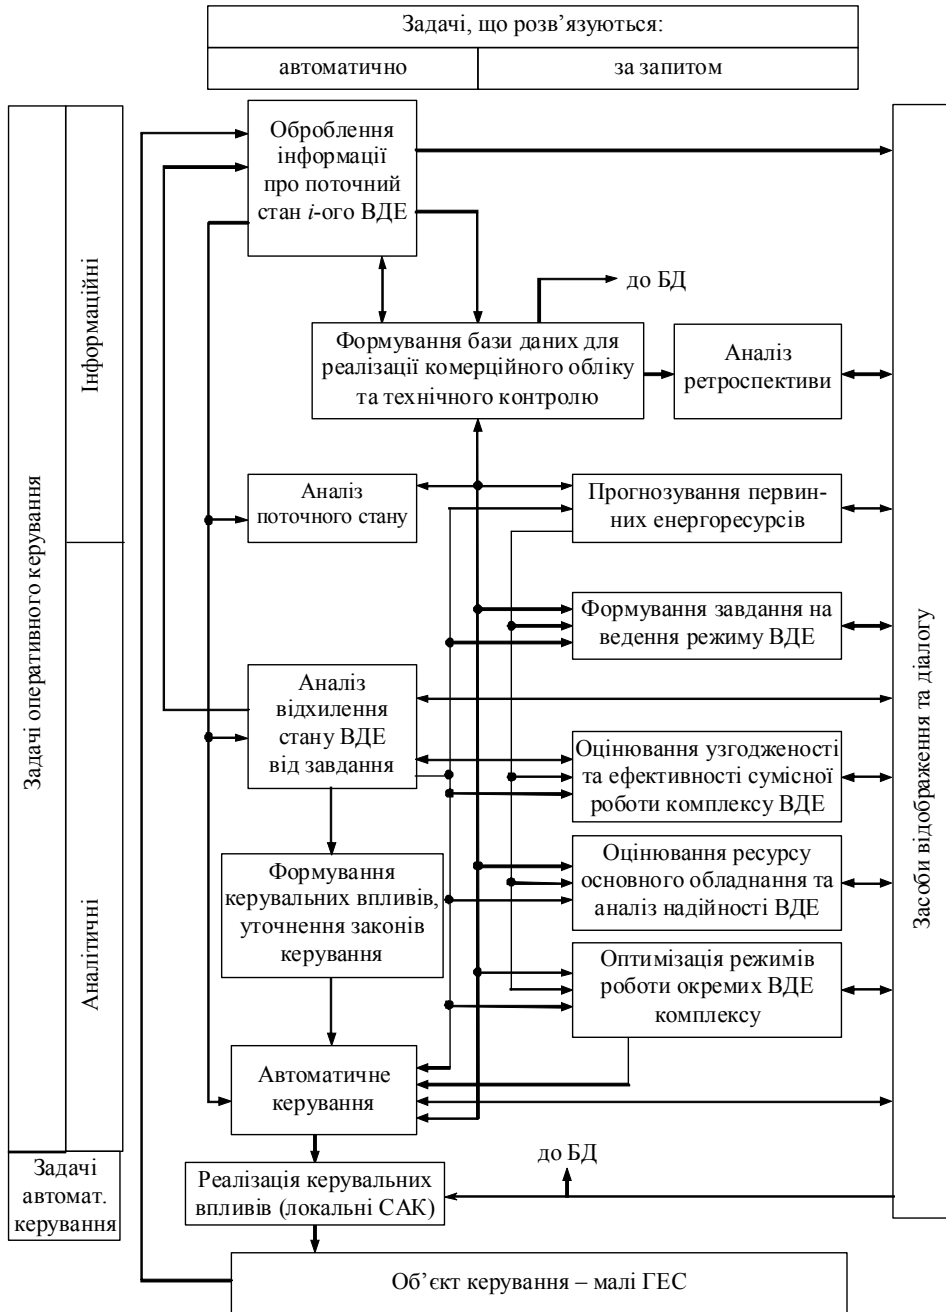 Задачі, що розв’язуються:
автоматично
за запитом
Задачі оперативного керування
Інформаційні
Аналітичні
Задачі
автомат.
керування
Засоби відображення та діалогу
Оброблення
інформації
про поточний
стан i-ого ВДЕ
до БД
Формування бази даних для
реалізації комерційного обліку
та технічного контролю
Аналіз
ретроспективи
Аналіз
поточного стану
Прогнозування первин-
них енергоресурсів
Формування завдання на
ведення режиму ВДЕ
Аналіз
відхилення
стану ВДЕ
від завдання
Оцінювання узгодженості
та ефективності сумісної
роботи комплексу ВДЕ
Формування
керувальних впливів,
уточнення законів
керування
Оцінювання ресурсу
основного обладнання та
аналіз надійності ВДЕ
Оптимізація режимів
роботи окремих ВДЕ
комплексу
Автоматичне
керування
до БД
Реалізація керувальних
впливів (локальні САК)
Об’єкт керування – малі ГЕС